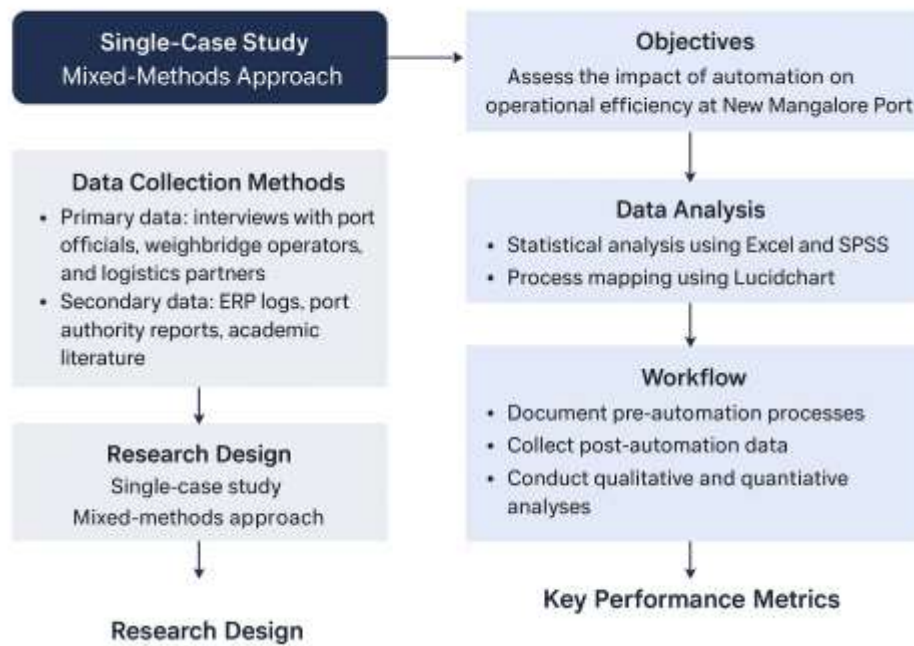 Single-Case Study
Mixed-Methods Approach
Objectives
Assess the impact of automation on
operational efficiency at New Mangalore Port
Data Collection Methods
• Primary data: interviews with port
officials, weighbridge operators,
and logistics partners
• Secondary data: ERP logs, port
authority reports, academic
literature
Data Analysis
• Statistical analysis using Excel and SPSS
• Process mapping using Lucidchart
Research Design
Single-case study
Mixed-methods approach
Workflow
• Document pre-automation processes
• Collect post-automation data
• Conduct qualitative and quantiative
analyses
Research Design
Key Performance Metrics